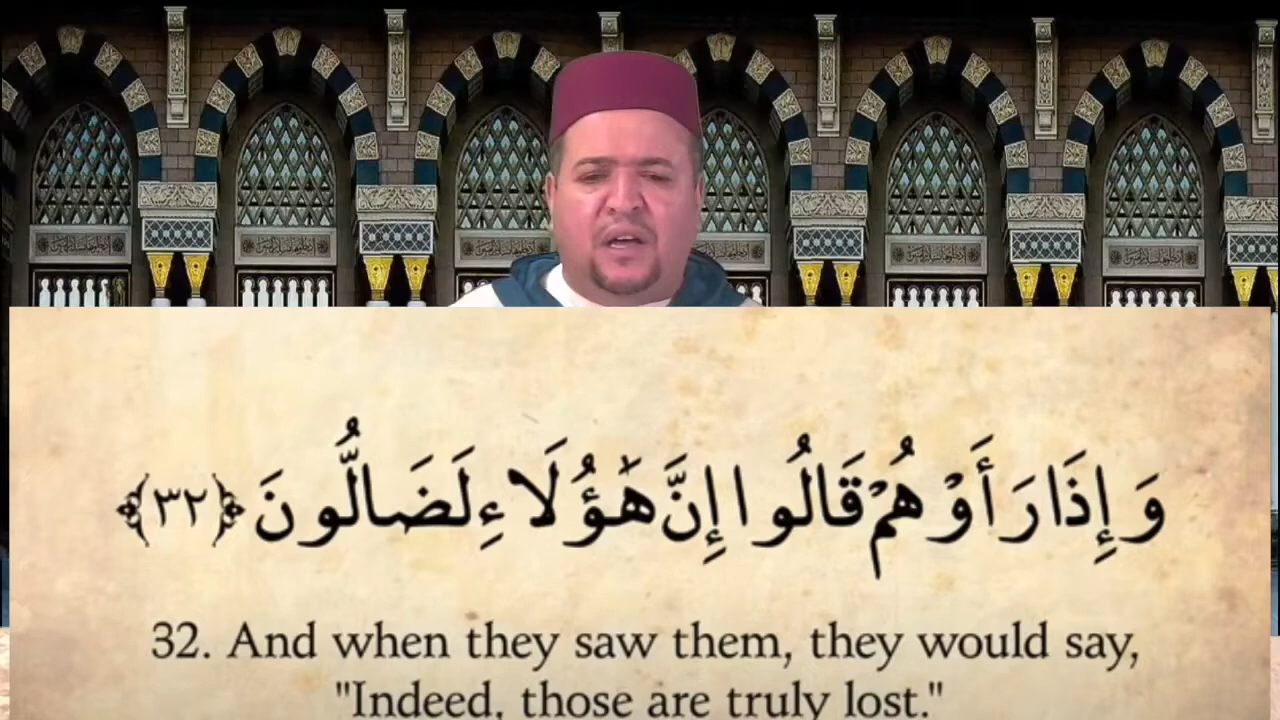 وَإِذَا رَأَوْهُمْ قَالُوا إِنَّ هَٰؤُلَاءِ لَضَالُّونَ ﴿٣٢﴾
32. And when they saw them, they would say,
"Indeed, those are truly lost."